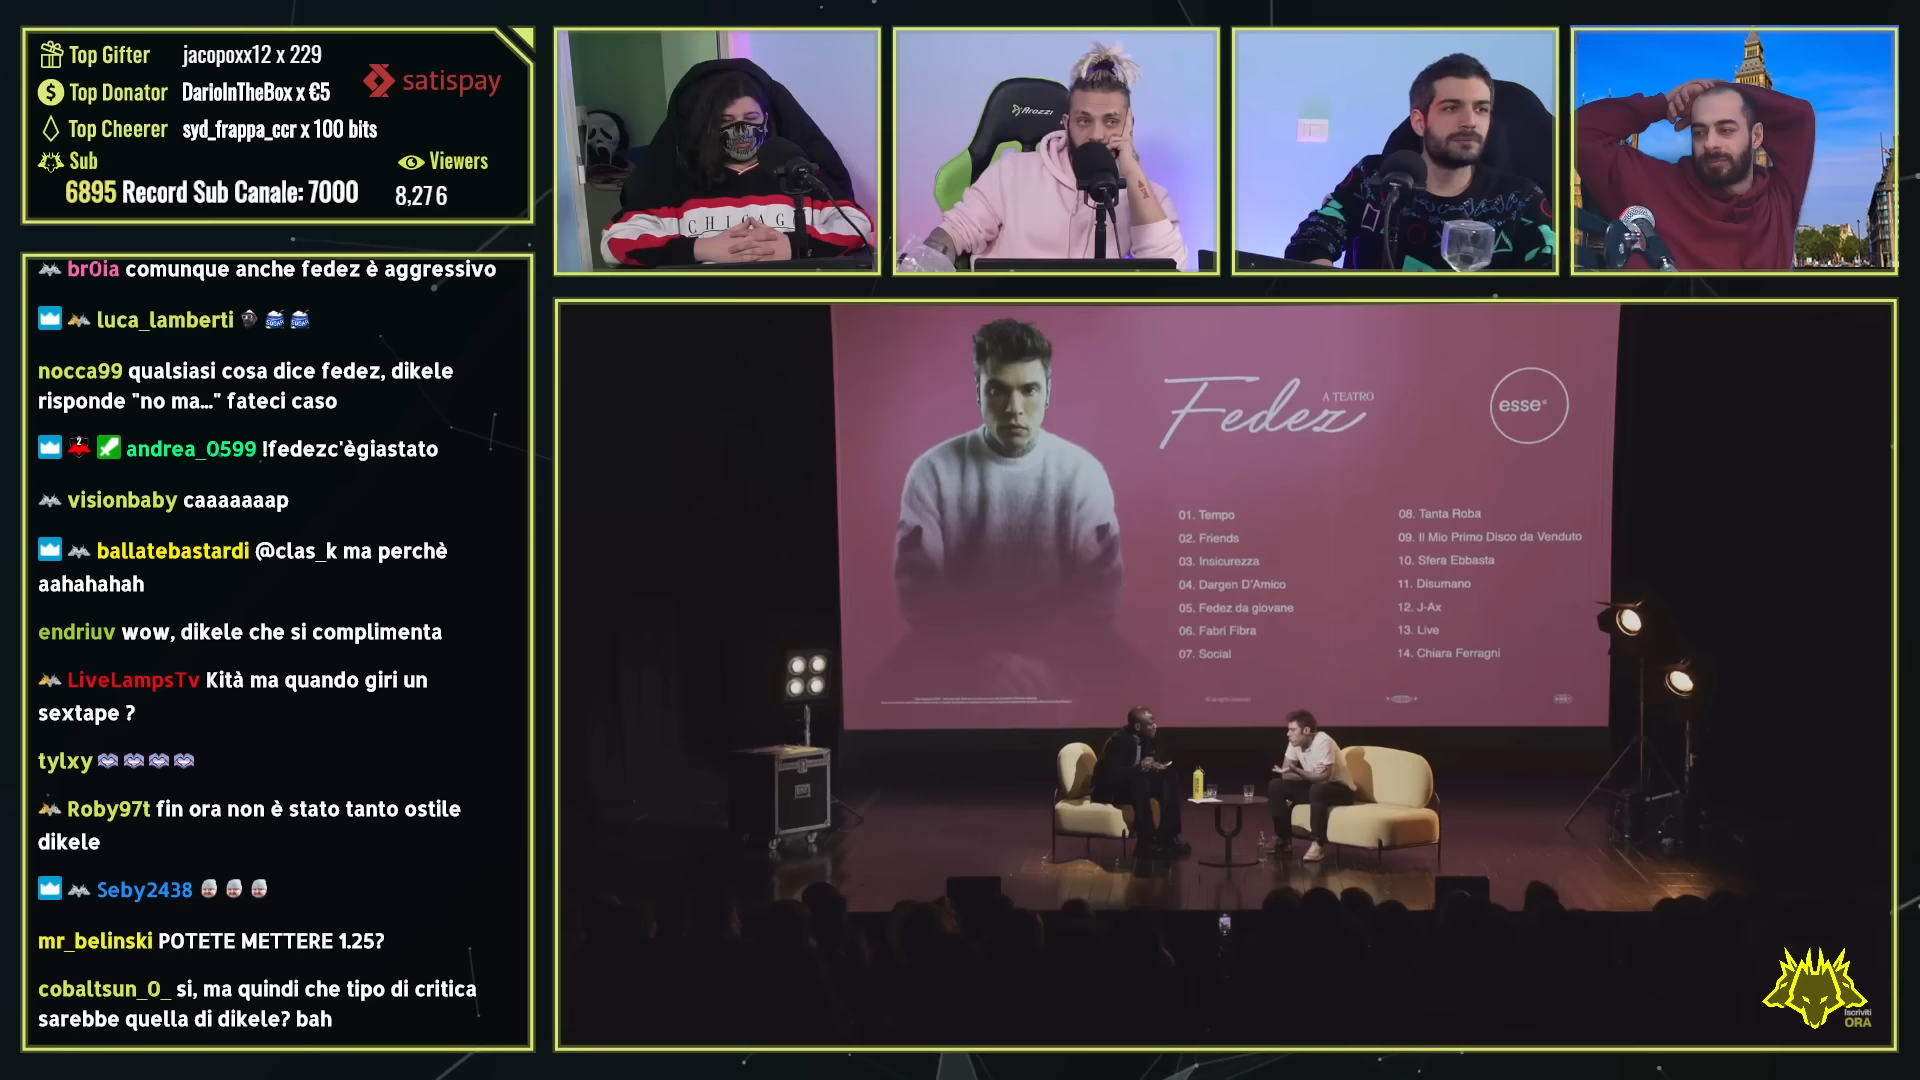 Top Gifter jacopoxx12 x 229
Top Donator DarioInTheBox x €5
satispay
Top Cheerer syd_frappa_ccr x 100 bits
Sub
Viewers
6895 Record Sub Canale: 7000
8,276
br0ia comunque anche fedez è aggressivo
luca_lamberti
nocca99 qualsiasi cosa dice fedez, dikele
risponde "no ma..." fateci caso
2 andrea_0599 !fedezc'ègiastato
visionbaby caaaaaaap
ballatebastardi @clas_k ma perchè
aahahahah
endriuv wow, dikele che si complimenta
LiveLampsTv Kità ma quando giri un
sextape ?
tylxy
Roby97t fin ora non è stato tanto ostile
dikele
Seby2438
mr_belinski POTETE METTERE 1.25?
cobaltsun_0_ si, ma quindi che tipo di critica
sarebbe quella di dikele? bah
CHICAG
Arozzi
Fedez
A TEATRO
esse
01. Tempo
02. Friends
03. Insicurezza
04. Dargen D'Amico
05. Fedez da giovane
06. Fabri Fibra
07. Social
08. Tanta Roba
09. Il Mio Primo Disco da Venduto
10. Sfera Ebbasta
11. Disumano
12. J-Ax
13. Live
14. Chiara Ferragni
Iscriviti
ORA